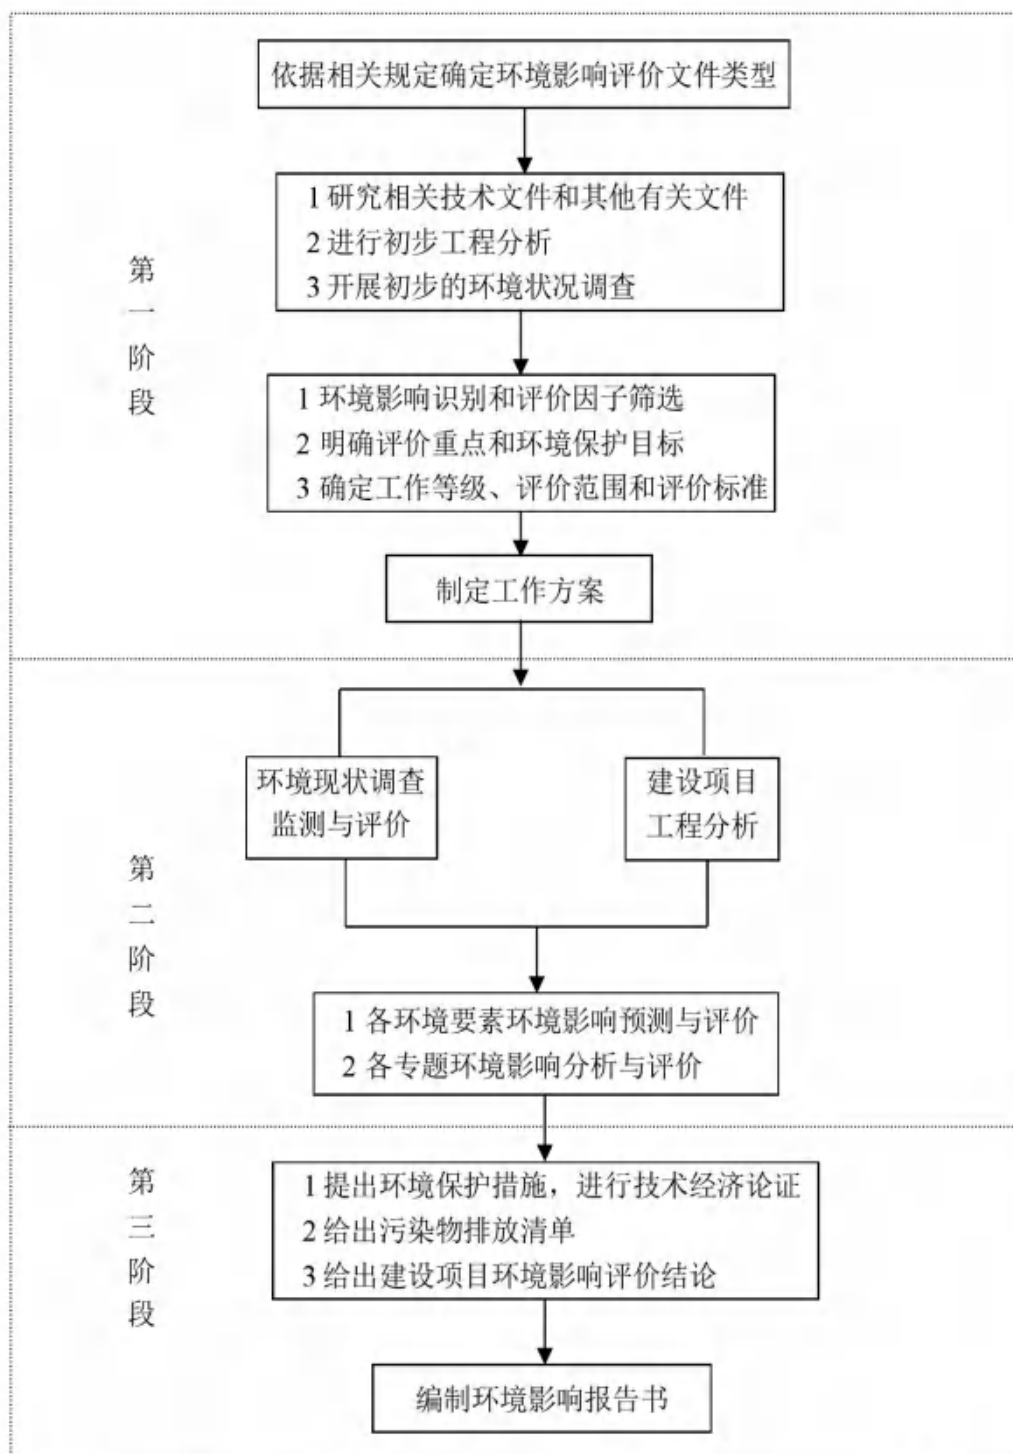 依据相关规定确定环境影响评价文件类型
1 研究相关技术文件和其他有关文件
2 进行初步工程分析
3 开展初步的环境状况调查
第一阶段
1 环境影响识别和评价因子筛选
2 明确评价重点和环境保护目标
3 确定工作等级、评价范围和评价标准
制定工作方案
环境现状调查
监测与评价
建设项目
工程分析
第二阶段
1 各环境要素环境影响预测与评价
2 各专题环境影响分析与评价
第三阶段
1 提出环境保护措施，进行技术经济论证
2 给出污染物排放清单
3 给出建设项目环境影响评价结论
编制环境影响报告书